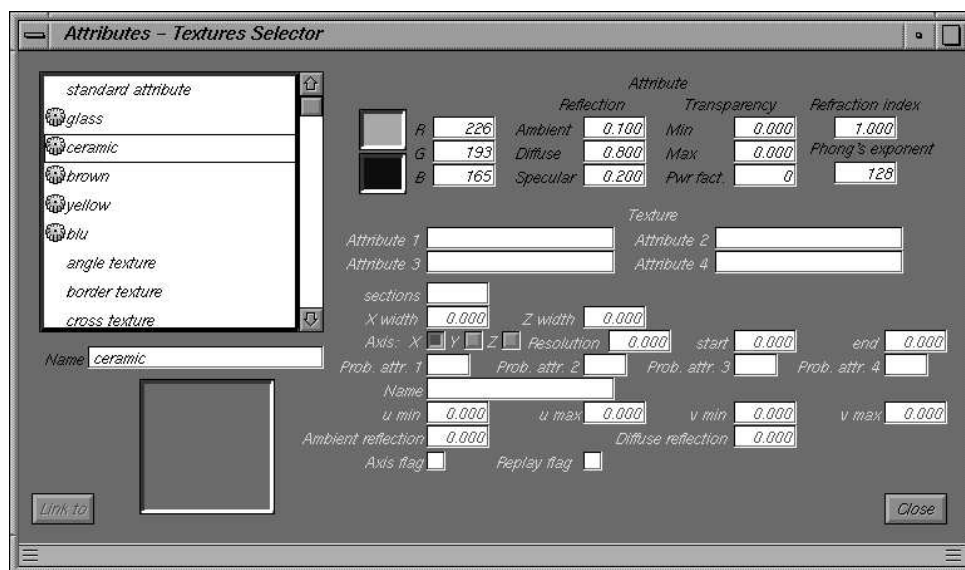 Attributes – Textures Selector
standard attribute
glass
ceramic
brown
yellow
blu
angle texture
border texture
cross texture
Name ceramic
Link to
Attribute
Reflection Transparency Refraction index
R 226 Ambient 0.100 Min 0.000 1.000
G 193 Diffuse 0.800 Max 0.000 Phong's exponent
B 165 Specular 0.200 Pwr fact. 0 128
Texture
Attribute 1 Attribute 2
Attribute 3 Attribute 4
sections
X width 0.000 Z width 0.000
Axis: X Y Z Resolution 0.000 start 0.000 end 0.000
Prob. attr. 1 Prob. attr. 2 Prob. attr. 3 Prob. attr. 4
Name
u min 0.000 u max 0.000 v min 0.000 v max 0.000
Ambient reflection 0.000 Diffuse reflection 0.000
Axis flag Replay flag
Close